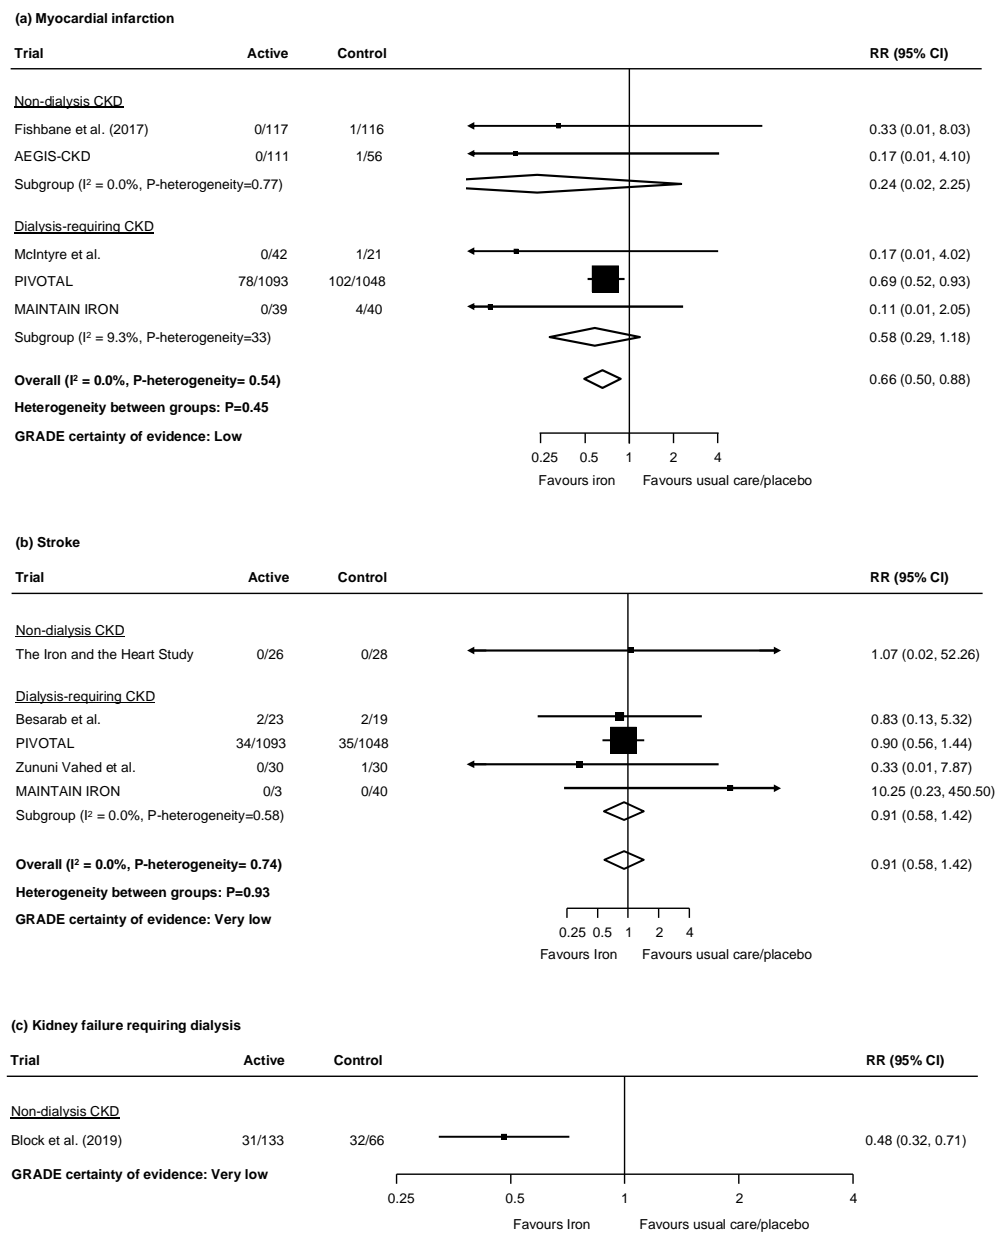 (a) Myocardial infarction
Trial Active Control RR (95% CI)
Non-dialysis CKD
Fishbane et al. (2017) 0/117 1/116 0.33 (0.01, 8.03)
AEGIS-CKD 0/111 1/56 0.17 (0.01, 4.10)
Subgroup (I² = 0.0%, P-heterogeneity=0.77) 0.24 (0.02, 2.25)
Dialysis-requiring CKD
McIntyre et al. 0/42 1/21 0.17 (0.01, 4.02)
PIVOTAL 78/1093 102/1048 0.69 (0.52, 0.93)
MAINTAIN IRON 0/39 4/40 0.11 (0.01, 2.05)
Subgroup (I² = 9.3%, P-heterogeneity=33) 0.58 (0.29, 1.18)
Overall (I² = 0.0%, P-heterogeneity= 0.54) 0.66 (0.50, 0.88)
Heterogeneity between groups: P=0.45
GRADE certainty of evidence: Low
0.25 0.5 1 2 4
Favours iron Favours usual care/placebo
(b) Stroke
Trial Active Control RR (95% CI)
Non-dialysis CKD
The Iron and the Heart Study 0/26 0/28 1.07 (0.02, 52.26)
Dialysis-requiring CKD
Besarab et al. 2/23 2/19 0.83 (0.13, 5.32)
PIVOTAL 34/1093 35/1048 0.90 (0.56, 1.44)
Zununi Vahed et al. 0/30 1/30 0.33 (0.01, 7.87)
MAINTAIN IRON 0/3 0/40 10.25 (0.23, 450.50)
Subgroup (I² = 0.0%, P-heterogeneity=0.58) 0.91 (0.58, 1.42)
Overall (I² = 0.0%, P-heterogeneity= 0.74) 0.91 (0.58, 1.42)
Heterogeneity between groups: P=0.93
GRADE certainty of evidence: Very low
0.25 0.5 1 2 4
Favours Iron Favours usual care/placebo
(c) Kidney failure requiring dialysis
Trial Active Control RR (95% CI)
Non-dialysis CKD
Block et al. (2019) 31/133 32/66 0.48 (0.32, 0.71)
GRADE certainty of evidence: Very low
0.25 0.5 1 2 4
Favours Iron Favours usual care/placebo